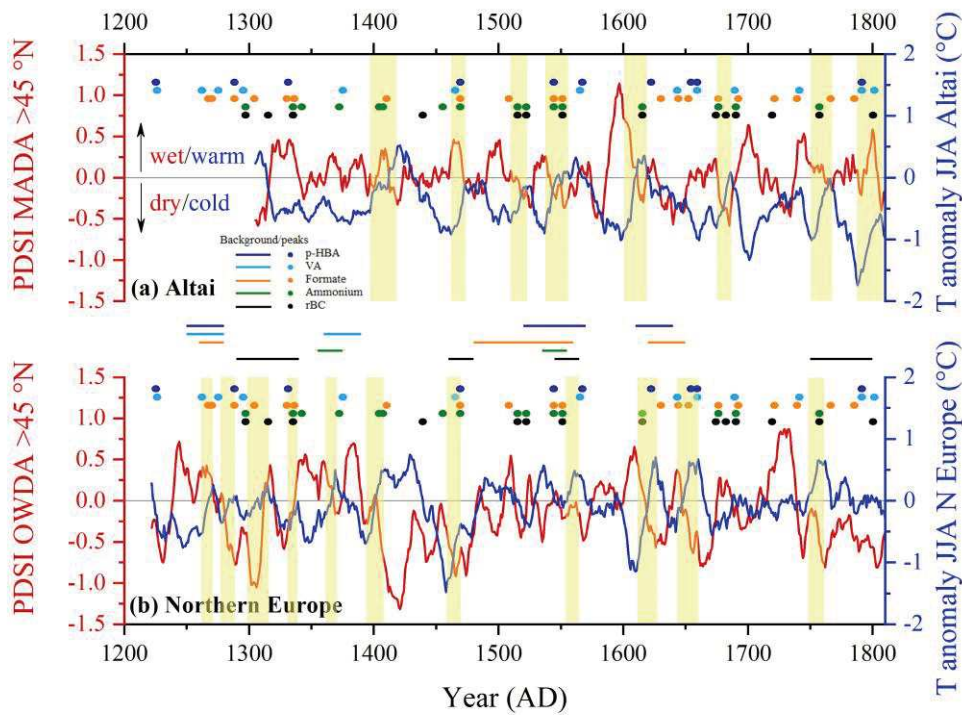 1200 1300 1400 1500 1600 1700 1800
PDSI MADA >45 °N
1.5
1.0
0.5
0.0
-0.5
-1.0
-1.5
wet/warm
dry/cold
Background/peaks
p-HBA
VA
Formate
Ammonium
rBC
(a) Altai
2
1
0
-1
-2
T anomaly JJA Altai (°C)
PDSI OWDA >45 °N
1.5
1.0
0.5
0.0
-0.5
-1.0
-1.5
(b) Northern Europe
2
1
0
-1
-2
T anomaly JJA N Europe (°C)
1200 1300 1400 1500 1600 1700 1800
Year (AD)